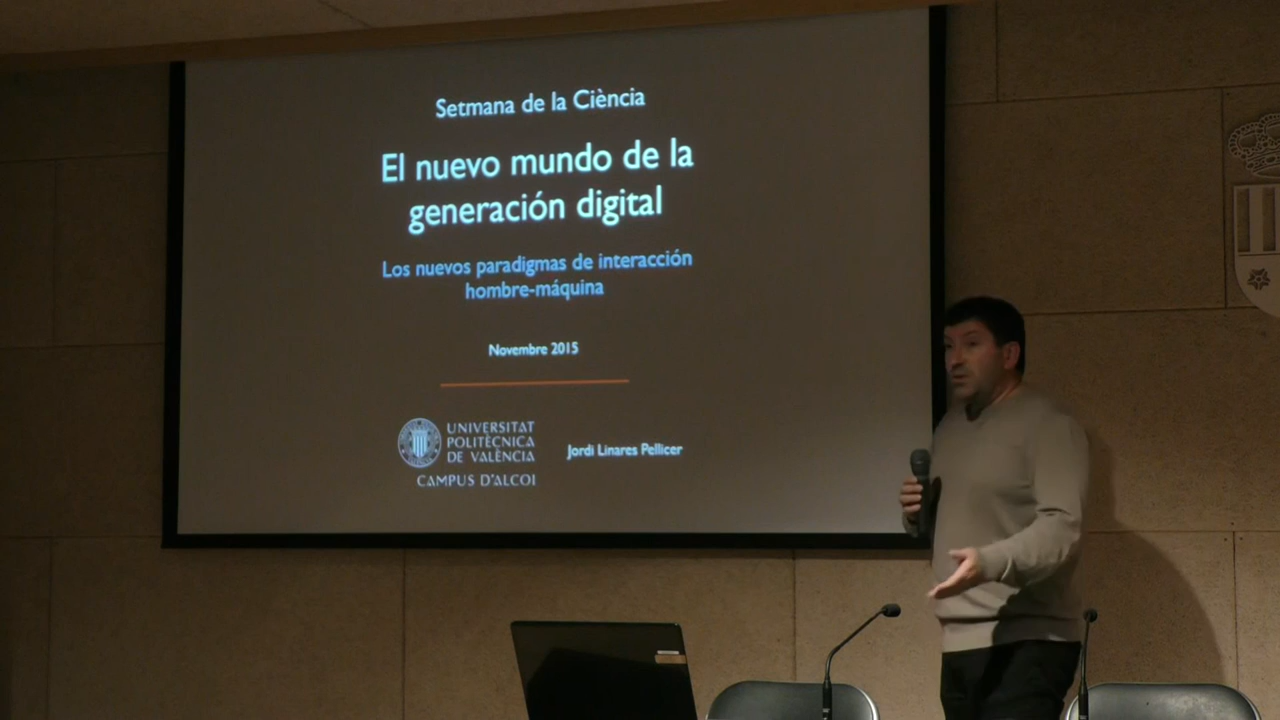 Setmana de la Ciència
El nuevo mundo de la
generación digital
Los nuevos paradigmas de interacción
hombre-máquina
Novembre 2015
UNIVERSITAT
POLITÈCNICA
DE VALÈNCIA
CAMPUS D'ALCOI
Jordi Linares Pellicer